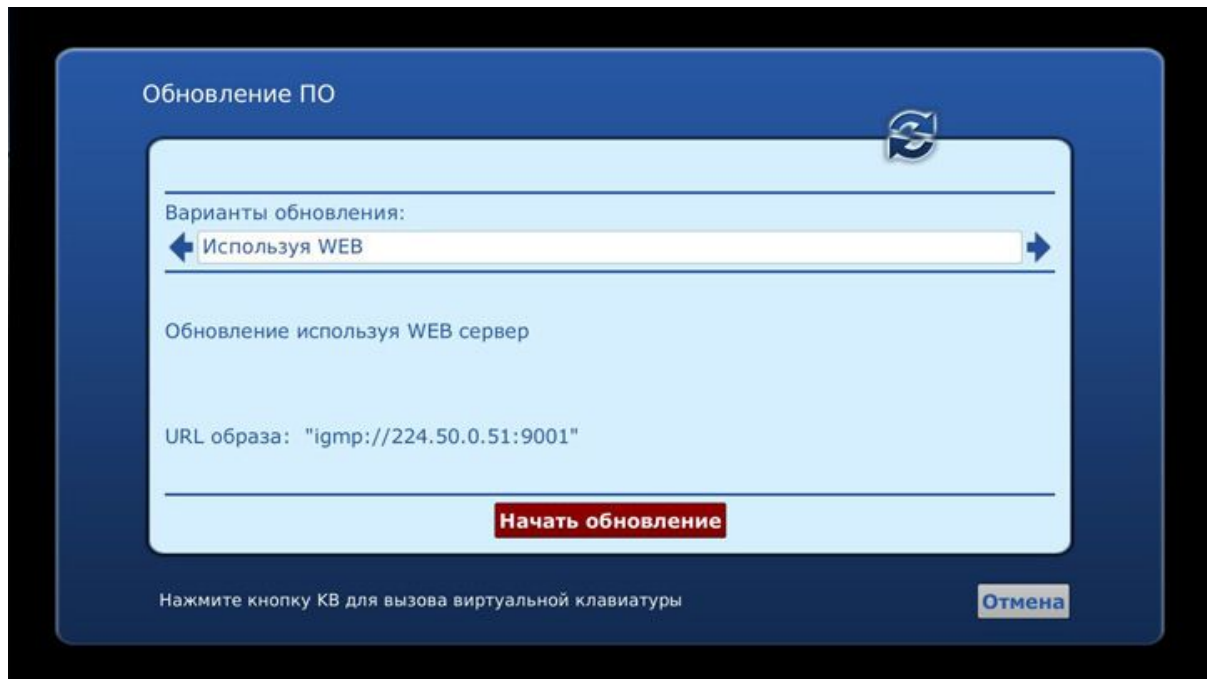 Обновление ПО
Варианты обновления:
Используя WEB
Обновление используя WEB сервер
URL образа: "igmp://224.50.0.51:9001"
Начать обновление
Нажмите кнопку KB для вызова виртуальной клавиатуры
Отмена